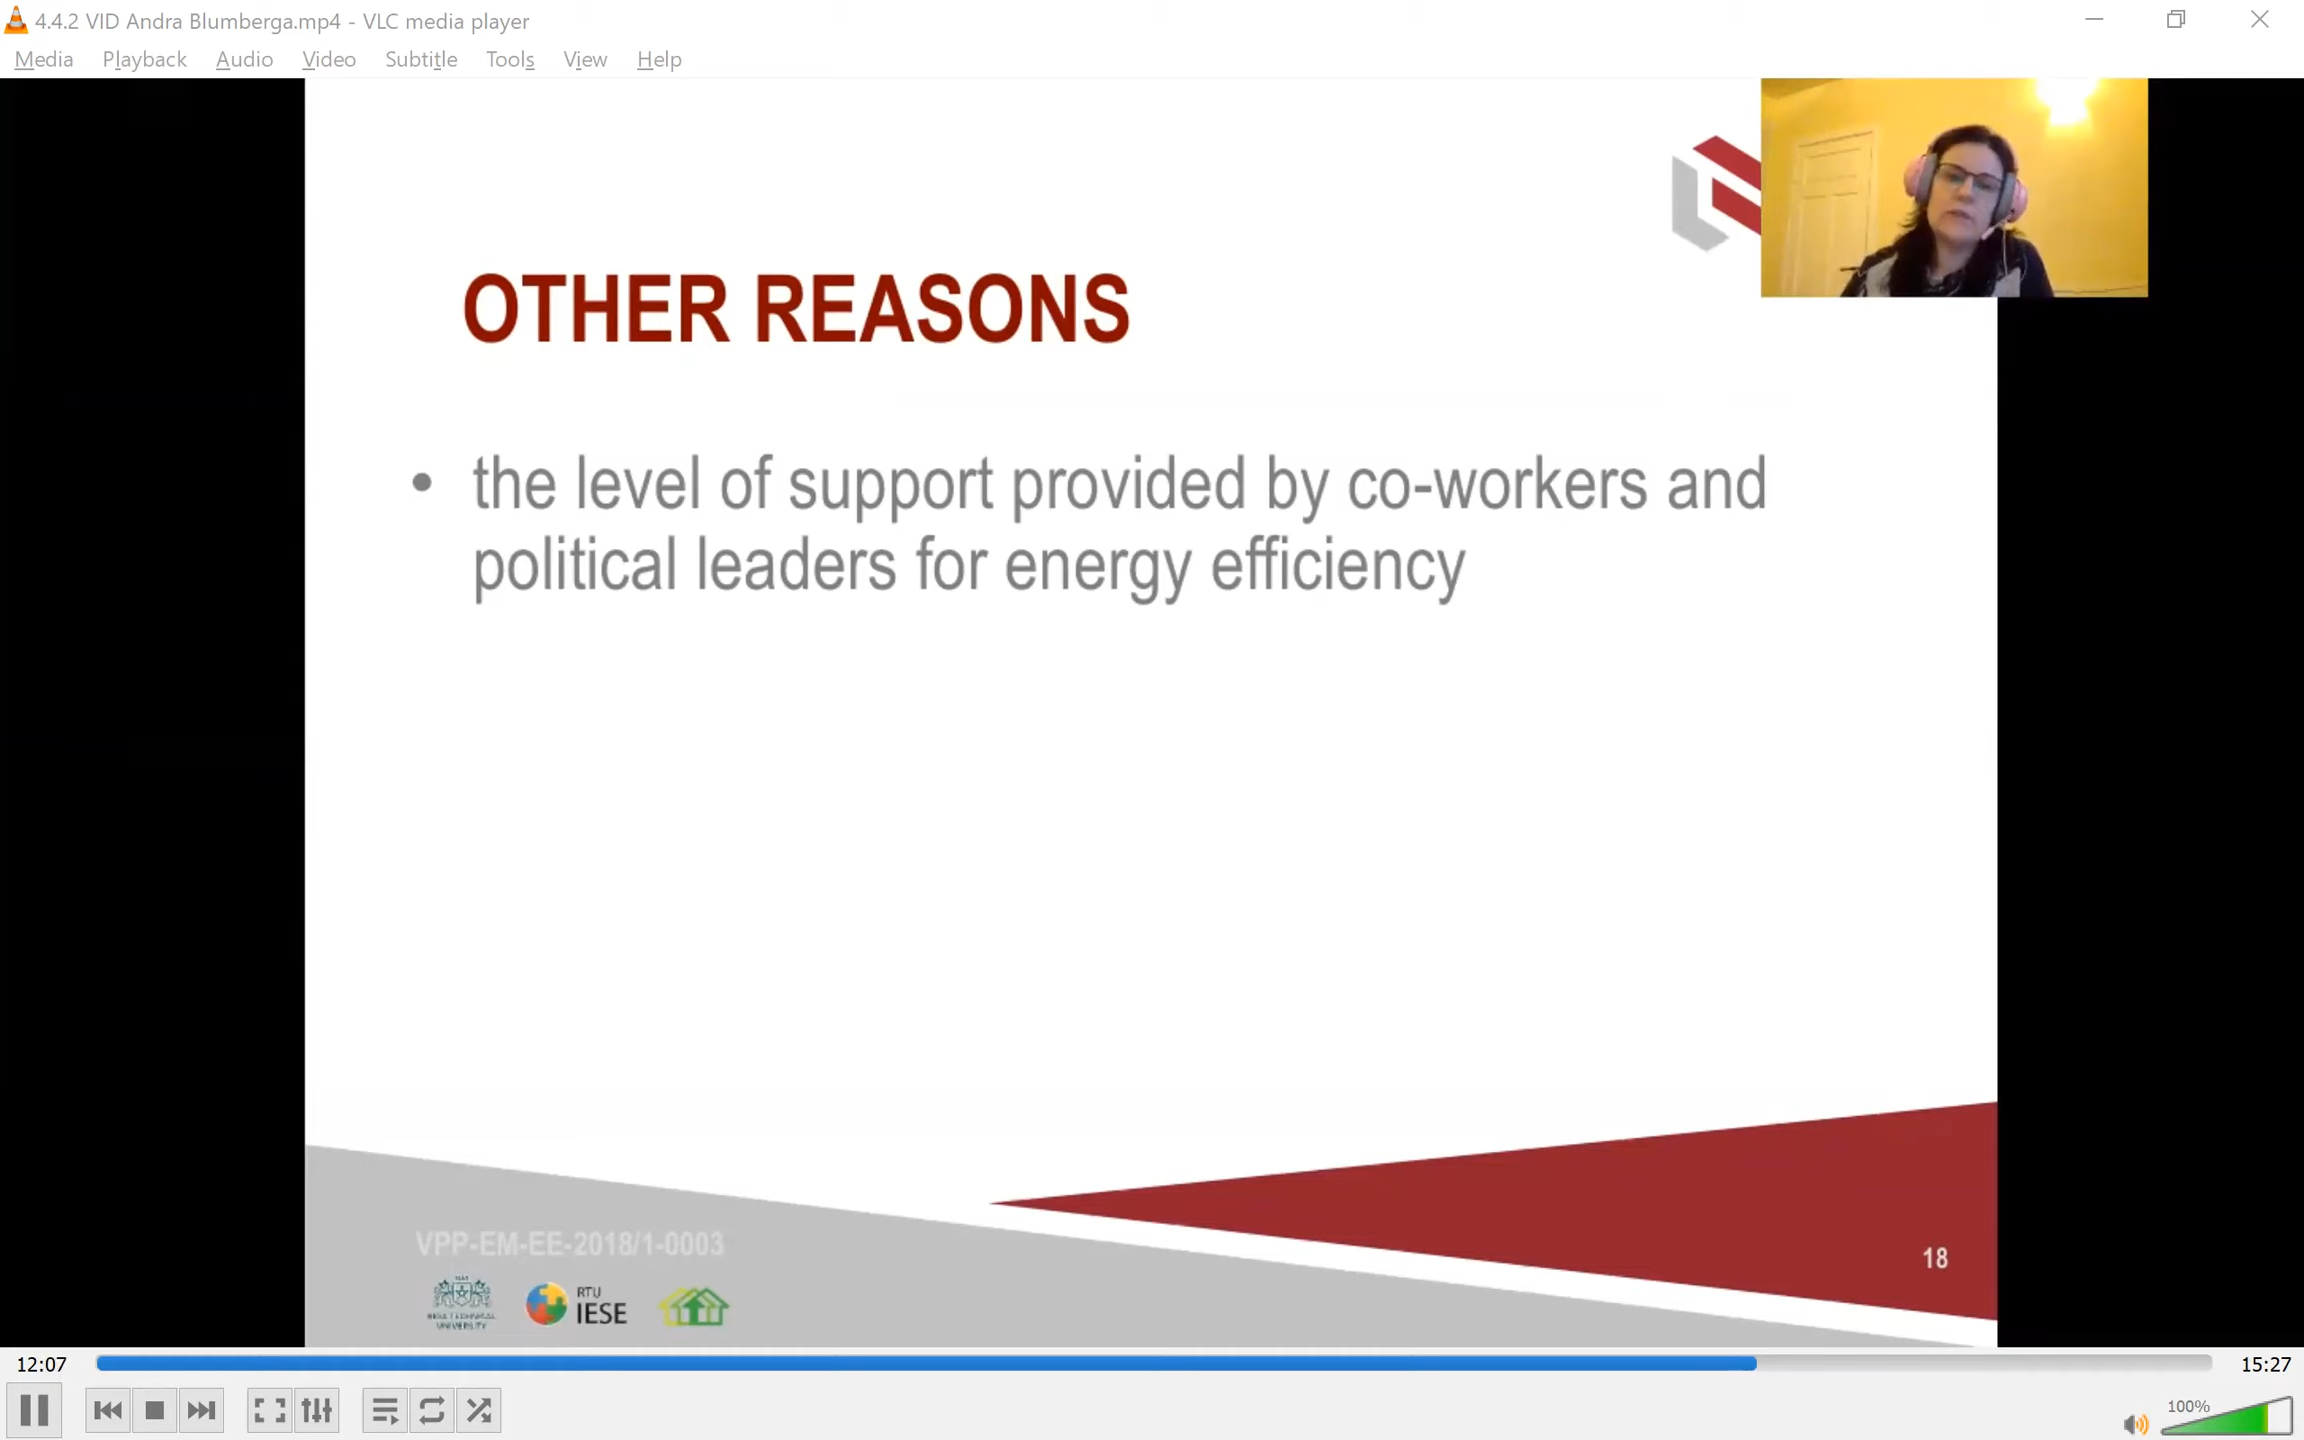 4.4.2 VID Andra Blumberga.mp4 - VLC media player
Media Playback Audio Video Subtitle Tools View Help
OTHER REASONS
• the level of support provided by co-workers and
political leaders for energy efficiency
VPP-EM-EE-2018/1-0003
18
UNIVERSITY
RTU
IESE
12:07
15:27
100%